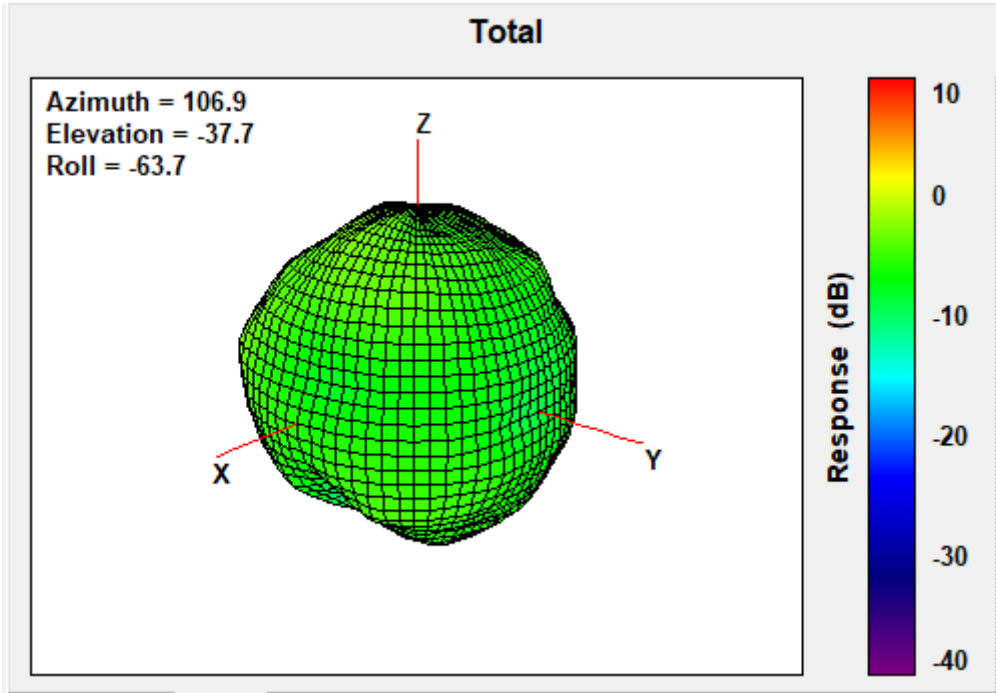 Total
Azimuth = 106.9
Elevation = -37.7
Roll = -63.7
Z
X
Y
10
0
-10
-20
-30
-40
Response (dB)